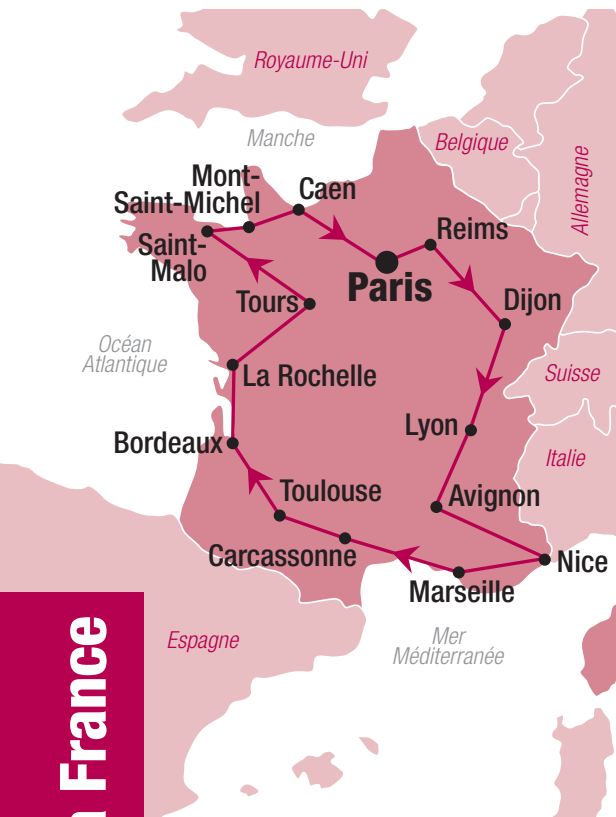 Royaume-Uni
Manche
Belgique
Allemagne
Mont-
Saint-Michel
Caen
Saint-
Malo
Reims
Paris
Tours
Dijon
Océan
Atlantique
La Rochelle
Suisse
Lyon
Bordeaux
Italie
Toulouse
Avignon
Carcassonne
Nice
Marseille
Espagne
Mer
Méditerranée
France